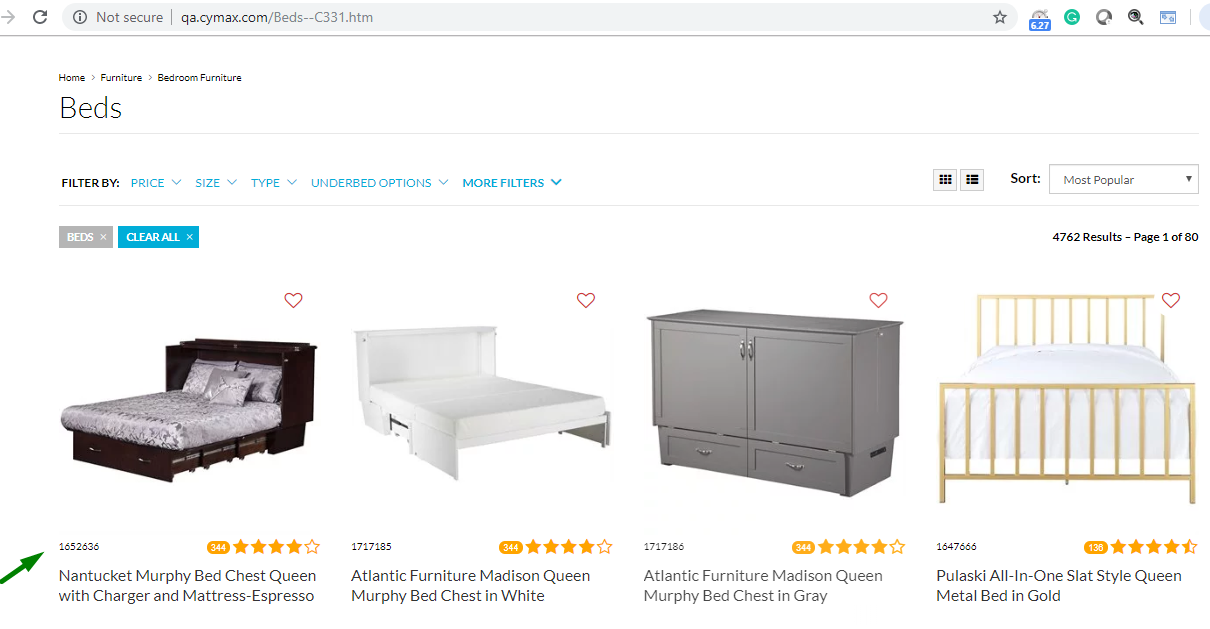 Not secure | qa.cymax.com/Beds--C331.htm
6.27
Home > Furniture > Bedroom Furniture
Beds
FILTER BY: PRICE SIZE TYPE UNDERBED OPTIONS MORE FILTERS
Sort: Most Popular
BEDS × CLEAR ALL ×
4762 Results – Page 1 of 80
1652636 344
Nantucket Murphy Bed Chest Queen
with Charger and Mattress-Espresso
1717185 344
Atlantic Furniture Madison Queen
Murphy Bed Chest in White
1717186 344
Atlantic Furniture Madison Queen
Murphy Bed Chest in Gray
1647666 136
Pulaski All-In-One Slat Style Queen
Metal Bed in Gold